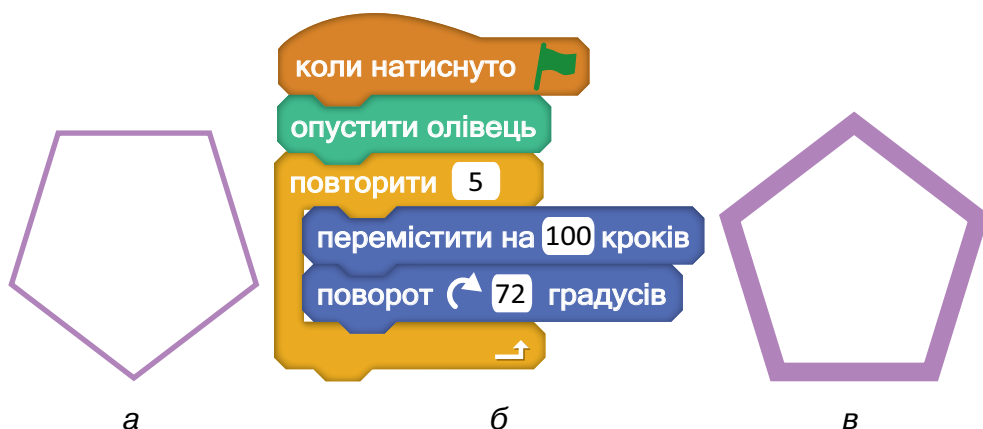 коли натиснуто
опустити олівець
повторити 5
перемістити на 100 кроків
поворот 72 градусів
а б в